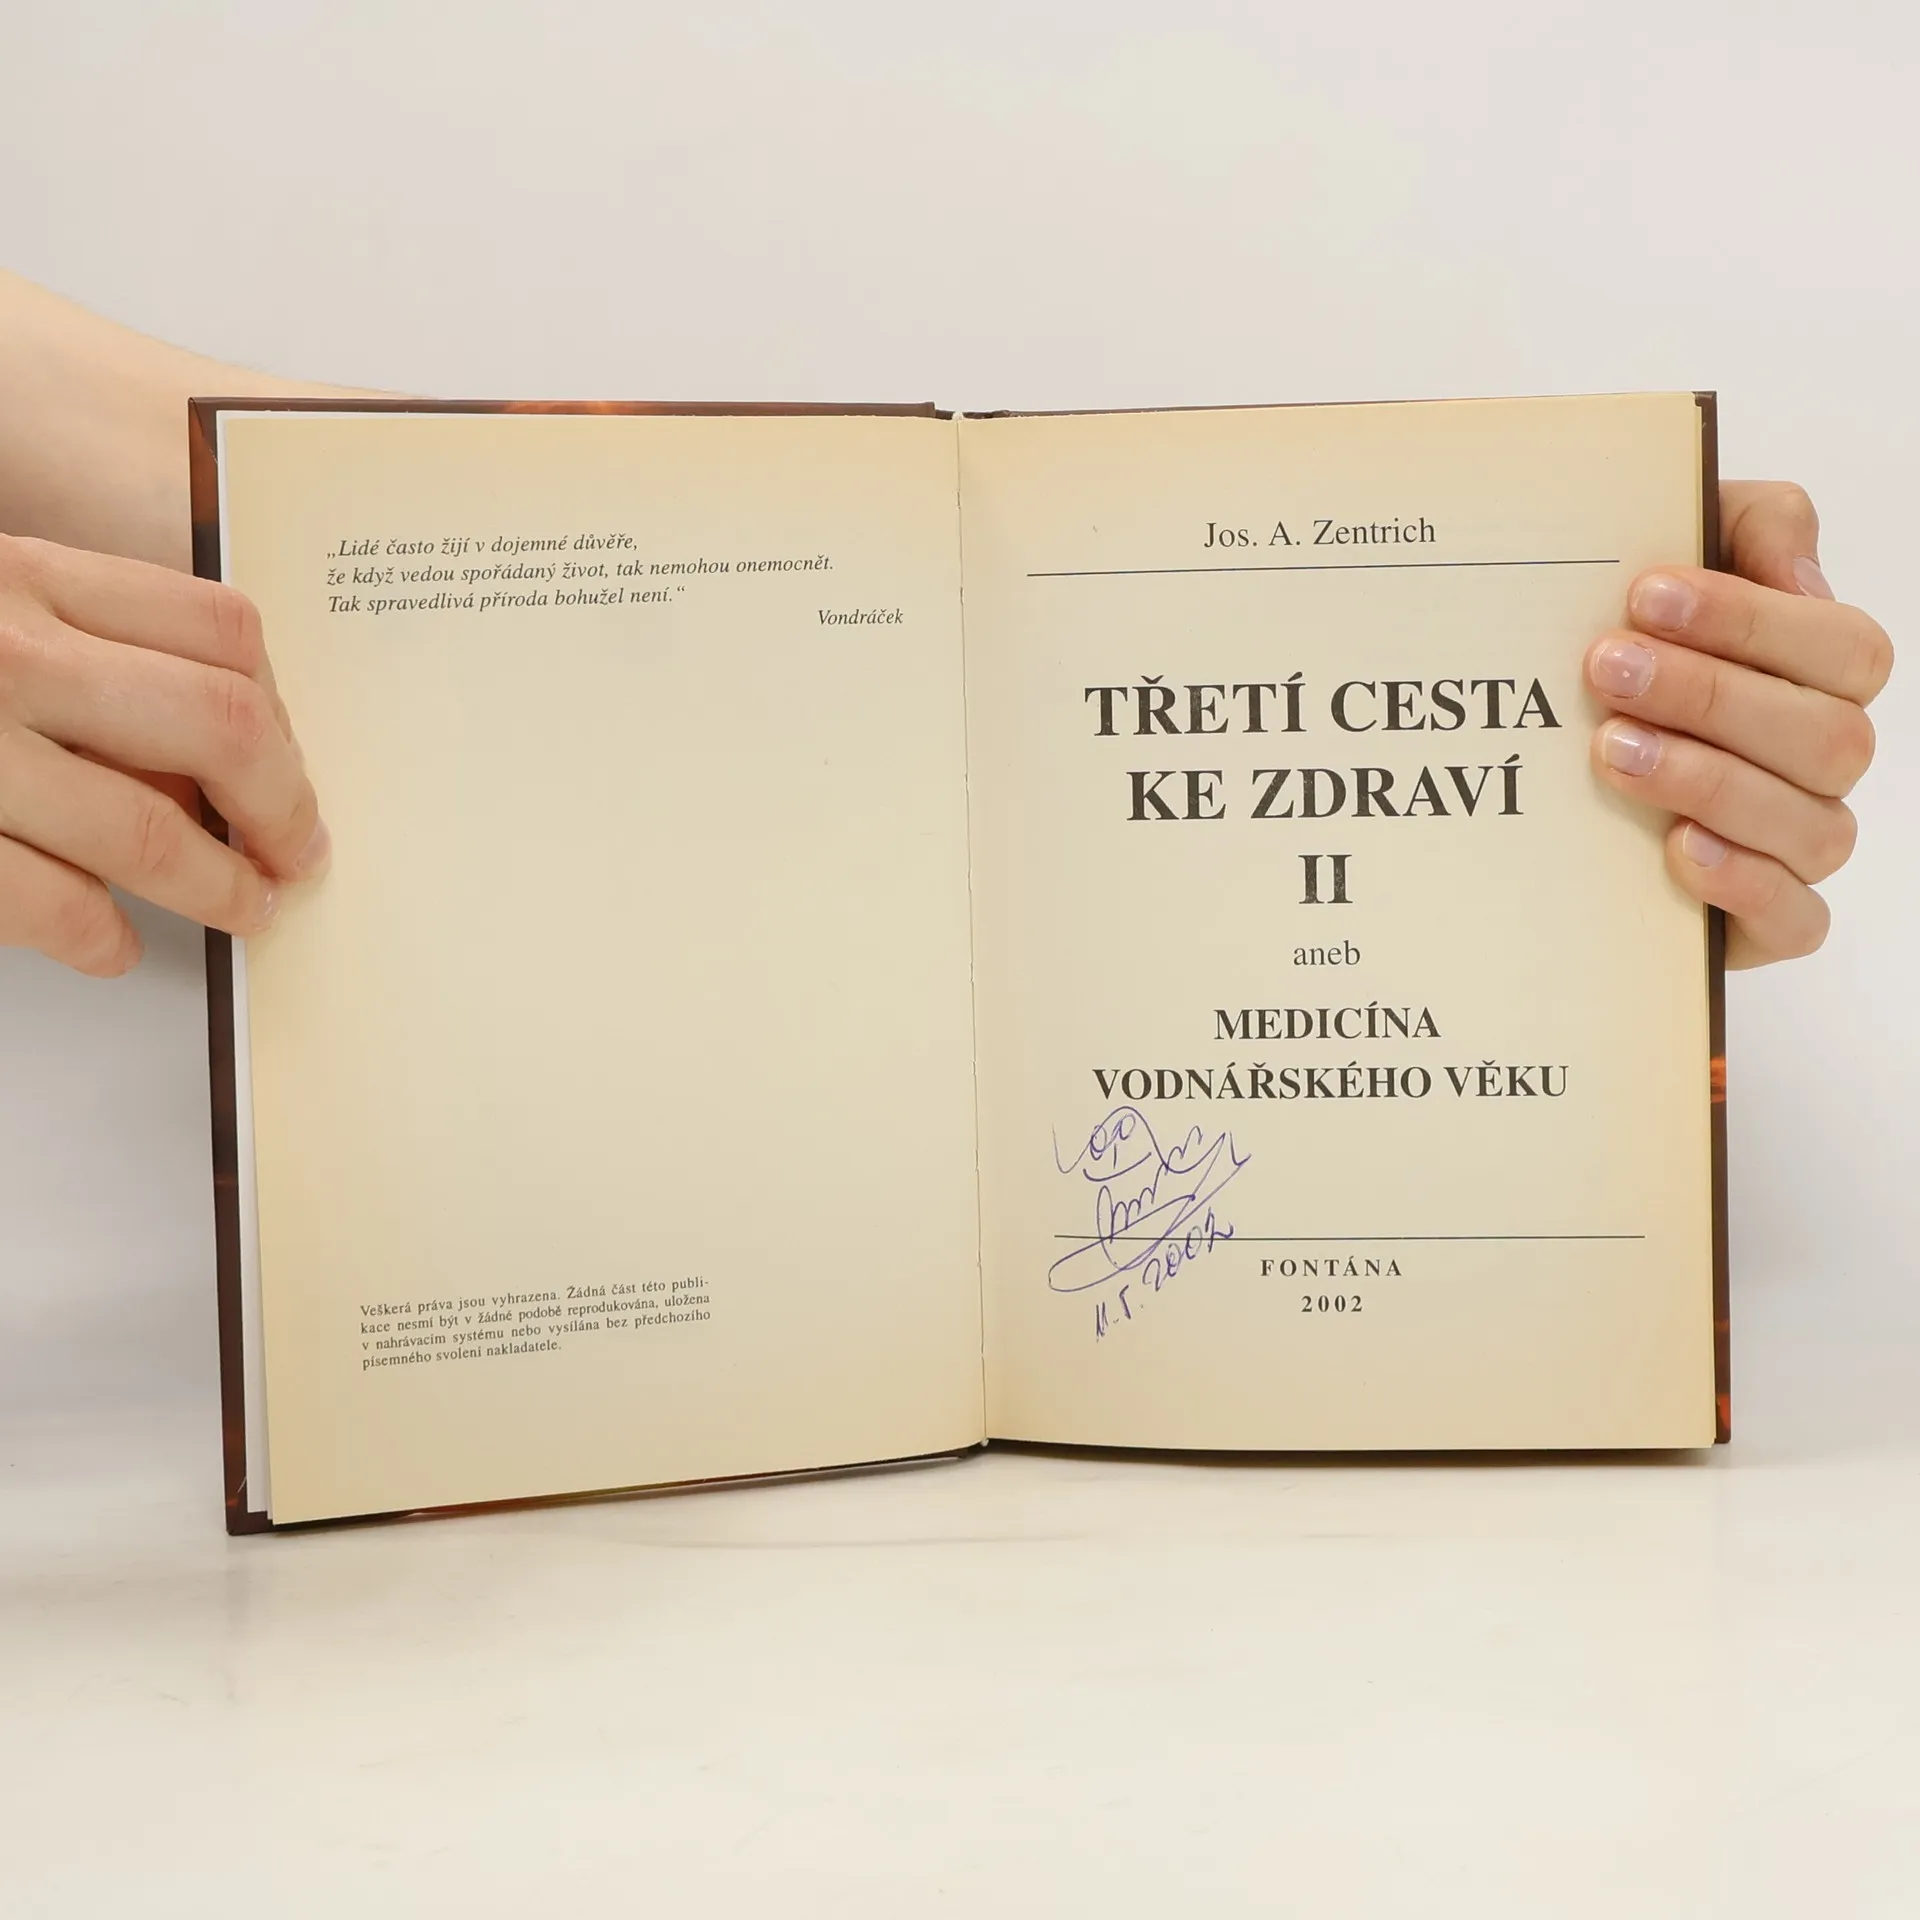 „Lidé často žijí v dojemné důvěře,
že když vedou spořádaný život, tak nemohou onemocnět.
Tak spravedlivá příroda bohužel není.“
Vondráček
Veškerá práva jsou vyhrazena. Žádná část této publi-
kace nesmí být v žádné podobě reprodukována, uložena
v nahrávacím systému nebo vysílána bez předchozího
písemného svolení nakladatele.
Jos. A. Zentrich
TŘETÍ CESTA
KE ZDRAVÍ
II
aneb
MEDICÍNA
VODNÁŘSKÉHO VĚKU
11.5.2002
FONTÁNA
2002